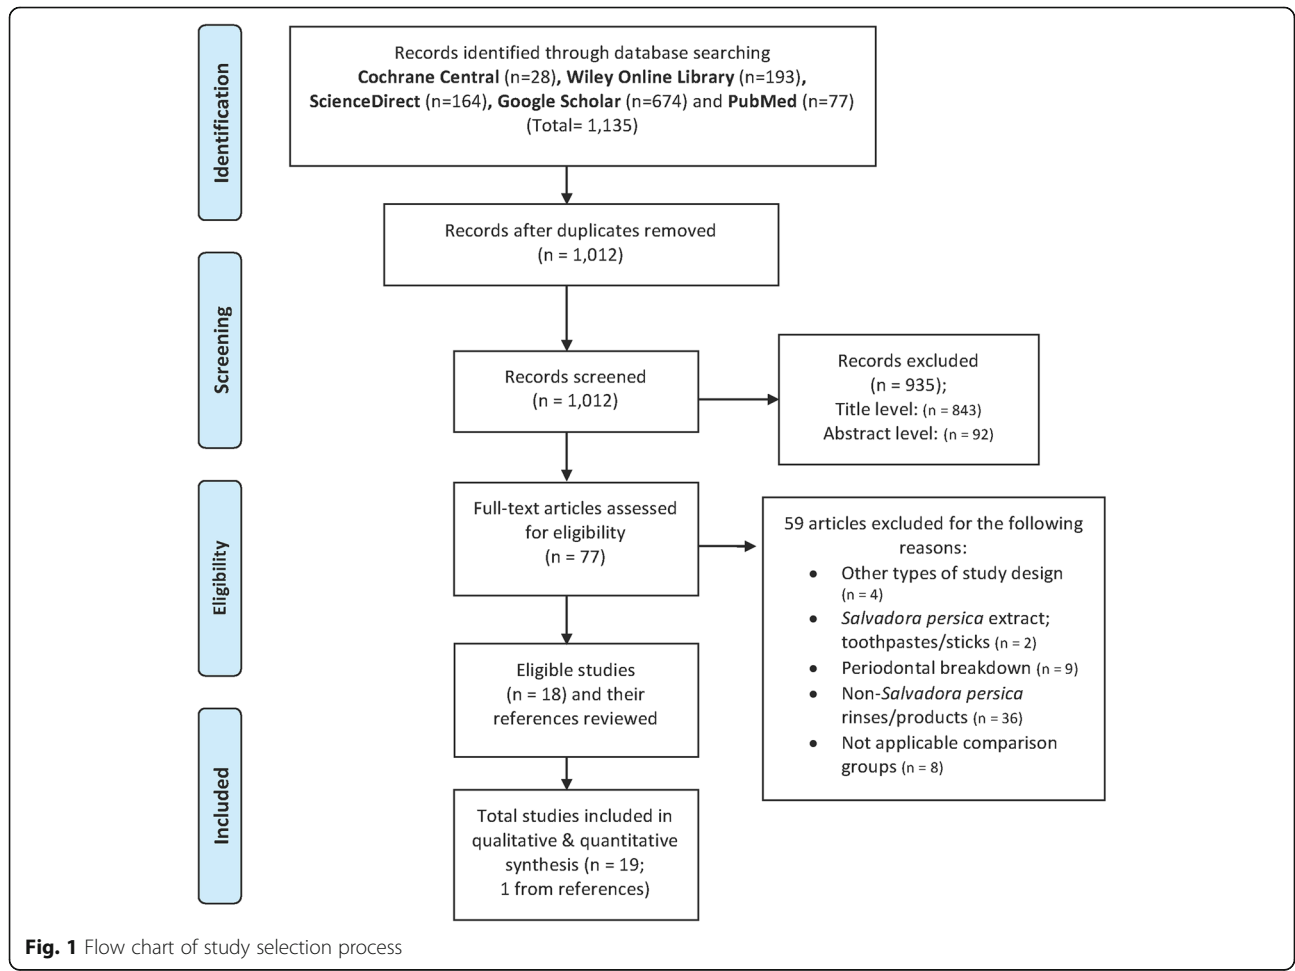 Identification
Records identified through database searching
Cochrane Central (n=28), Wiley Online Library (n=193),
ScienceDirect (n=164), Google Scholar (n=674) and PubMed (n=77)
(Total= 1,135)
Records after duplicates removed
(n = 1,012)
Screening
Records screened
(n = 1,012)
Records excluded
(n = 935);
Title level: (n = 843)
Abstract level: (n = 92)
Eligibility
Full-text articles assessed
for eligibility
(n = 77)
59 articles excluded for the following
reasons:
• Other types of study design
(n = 4)
• Salvadora persica extract;
toothpastes/sticks (n = 2)
• Periodontal breakdown (n = 9)
• Non-Salvadora persica
rinses/products (n = 36)
• Not applicable comparison
groups (n = 8)
Eligible studies
(n = 18) and their
references reviewed
Included
Total studies included in
qualitative & quantitative
synthesis (n = 19;
1 from references)
Fig. 1 Flow chart of study selection process